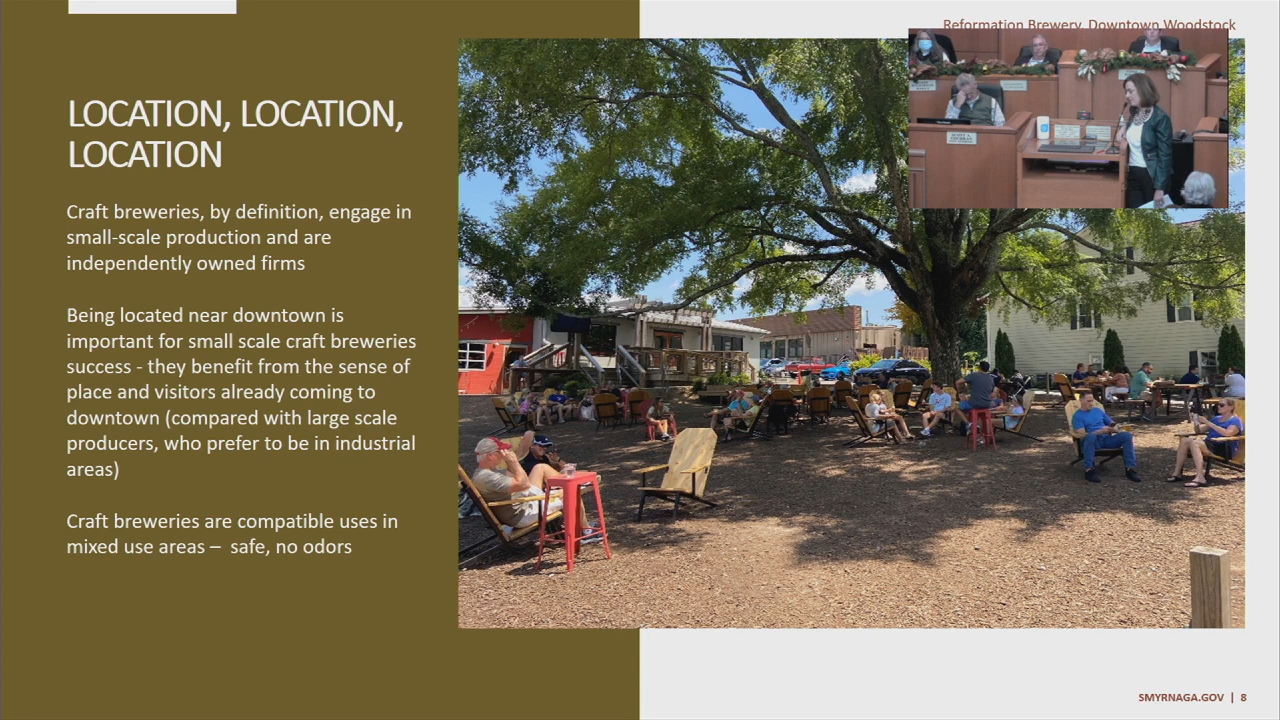 Reformation Brewery, Downtown Woodstock
LOCATION, LOCATION,
LOCATION
Craft breweries, by definition, engage in
small-scale production and are
independently owned firms
Being located near downtown is
important for small scale craft breweries
success - they benefit from the sense of
place and visitors already coming to
downtown (compared with large scale
producers, who prefer to be in industrial
areas)
Craft breweries are compatible uses in
mixed use areas – safe, no odors
SMYRNAGA.GOV | 8